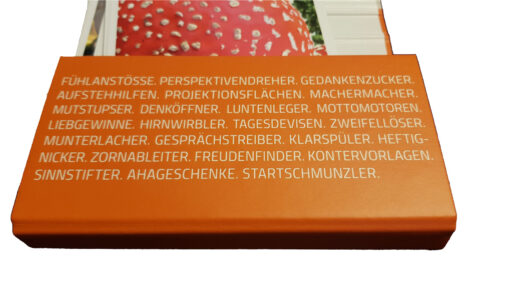 FÜHLANSTÖSSE. PERSPEKTIVENDREHER. GEDANKENZUCKER.
AUFSTEHHILFEN. PROJEKTIONSFLÄCHEN. MACHERMACHER.
MUTSTUPSER. DENKÖFFNER. LUNTENLEGER. MOTTOMOTOREN.
LIEBGEWINNE. HIRNWIRBLER. TAGESDEVISEN. ZWEIFELLÖSER.
MUNTERLACHER. GESPRÄCHSTREIBER. KLARSPÜLER. HEFTIG-
NICKER. ZORNABLEITER. FREUDENFINDER. KONTERVORLAGEN.
SINNSTIFTER. AHAGESCHENKE. STARTSCHMUNZLER.